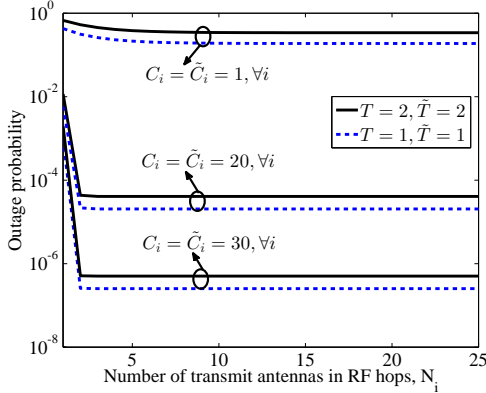 Outage probability
10^0
10^-2
10^-4
10^-6
10^-8
C_i = C̃_i = 1, ∀i
T = 2, T̃ = 2
T = 1, T̃ = 1
C_i = C̃_i = 20, ∀i
C_i = C̃_i = 30, ∀i
5 10 15 20 25
Number of transmit antennas in RF hops, N_i